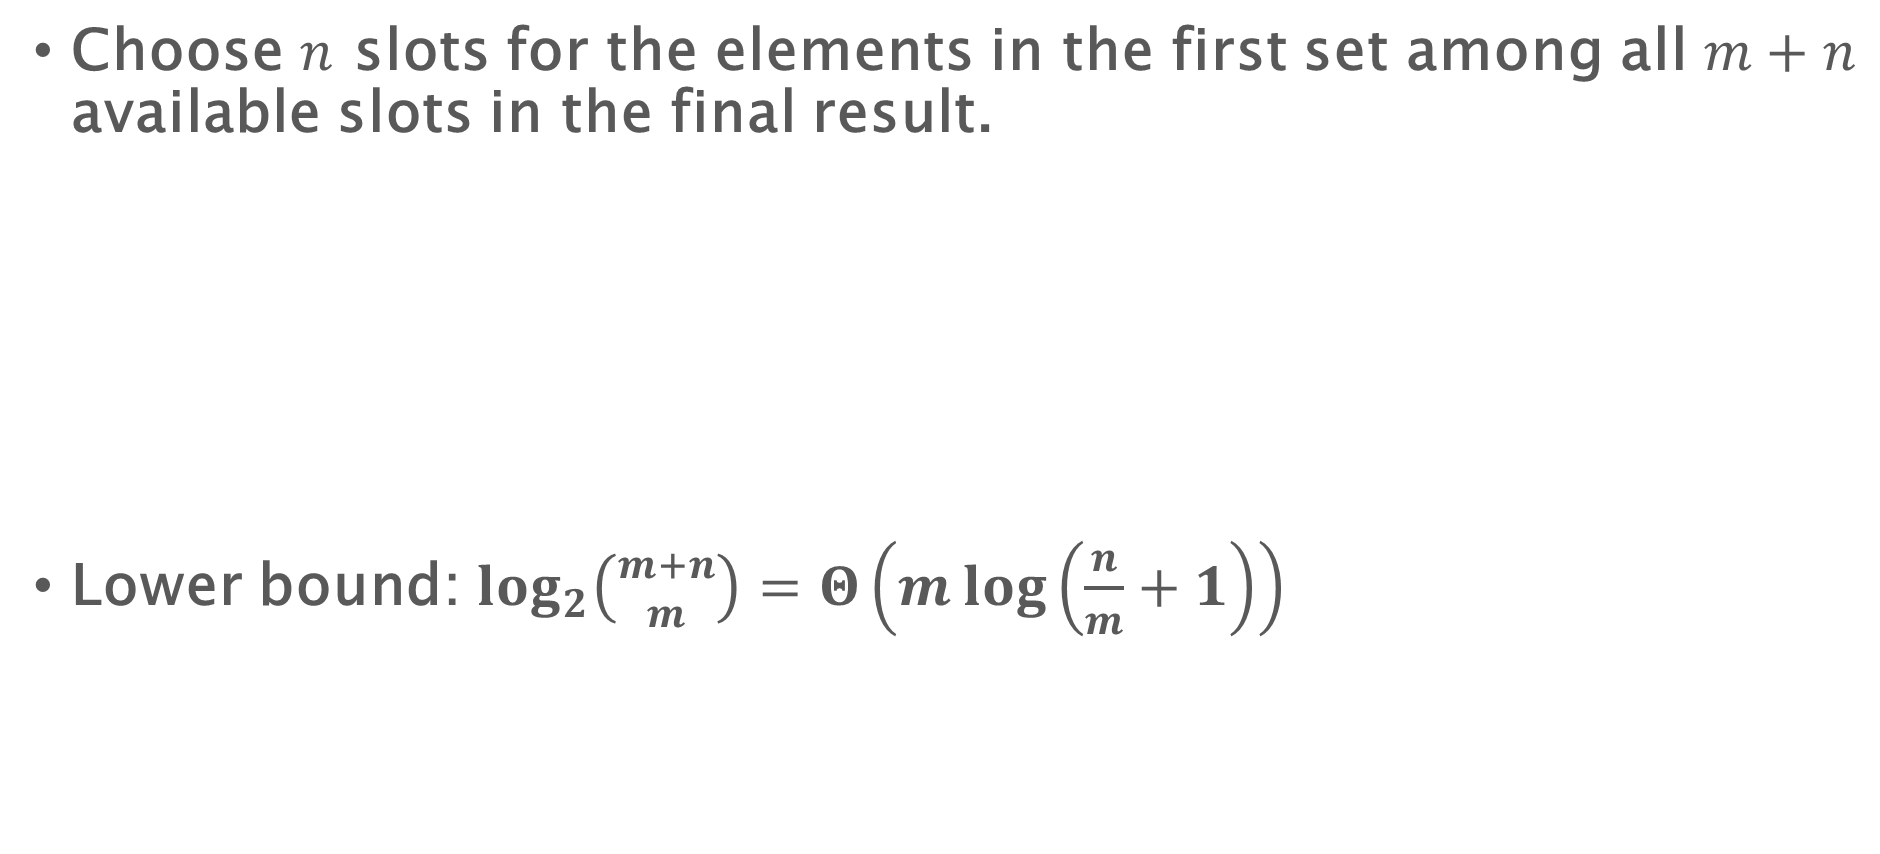 • Choose n slots for the elements in the first set among all m + n
available slots in the final result.
• Lower bound: log₂(m+n m) = Θ(m log(n/m + 1))